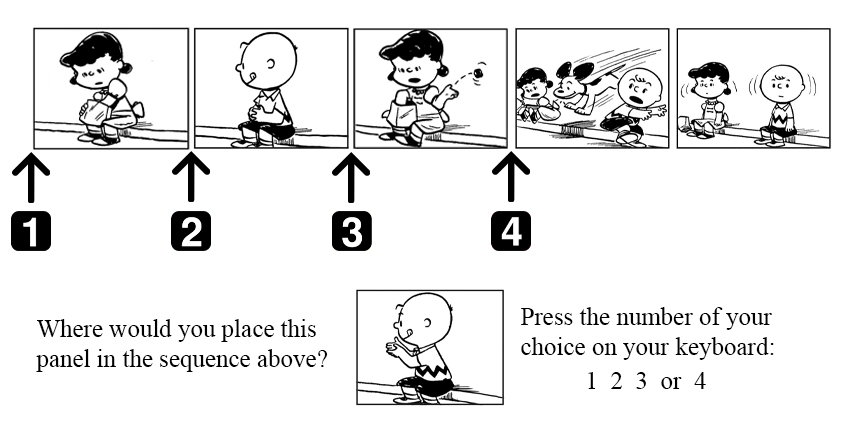 1 2 3 4
Where would you place this
panel in the sequence above?
Press the number of your
choice on your keyboard:
1 2 3 or 4